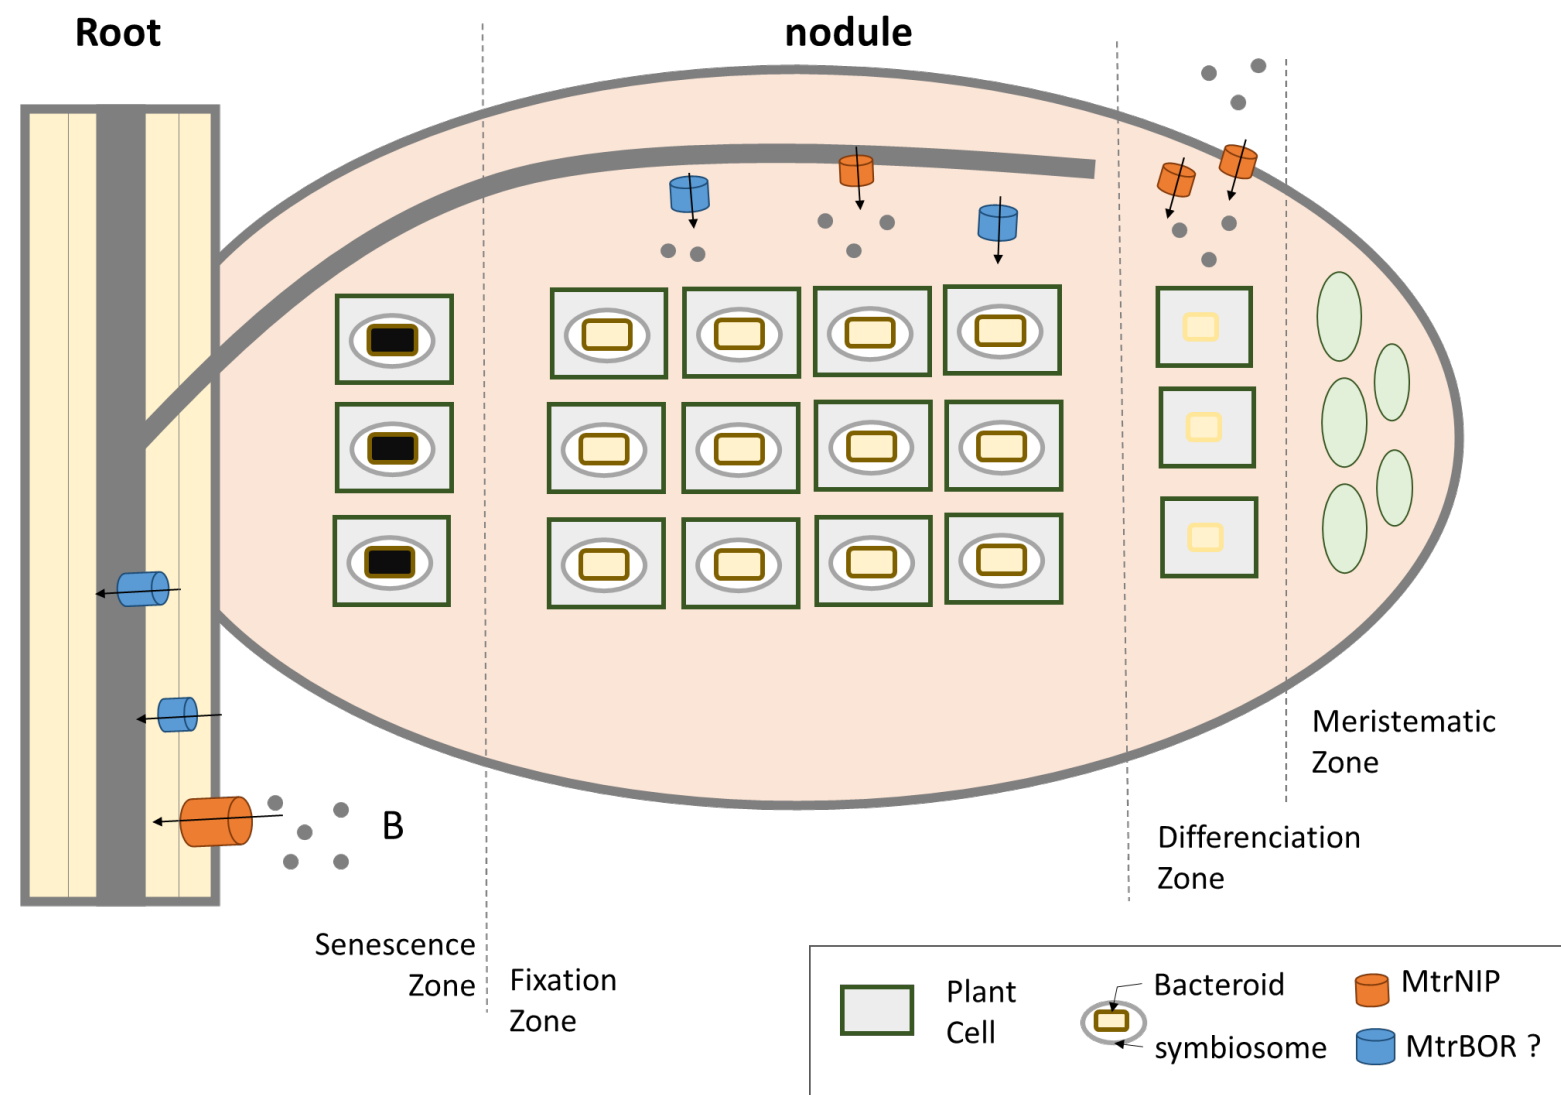 Root
nodule
B
Meristematic
Zone
Differenciation
Zone
Senescence
Zone
Fixation
Zone
Plant
Cell
Bacteroid
symbiosome
MtrNIP
MtrBOR ?